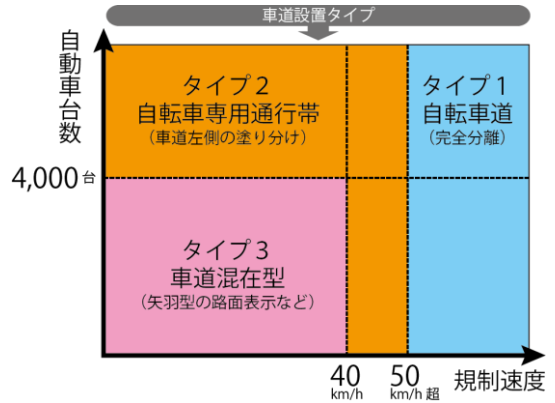 車道設置タイプ
自動車台数
タイプ2
自転車専用通行帯
(車道左側の塗り分け)
タイプ1
自転車道
(完全分離)
4,000台
タイプ3
車道混在型
(矢羽型の路面表示など)
40
km/h
50
km/h超
規制速度